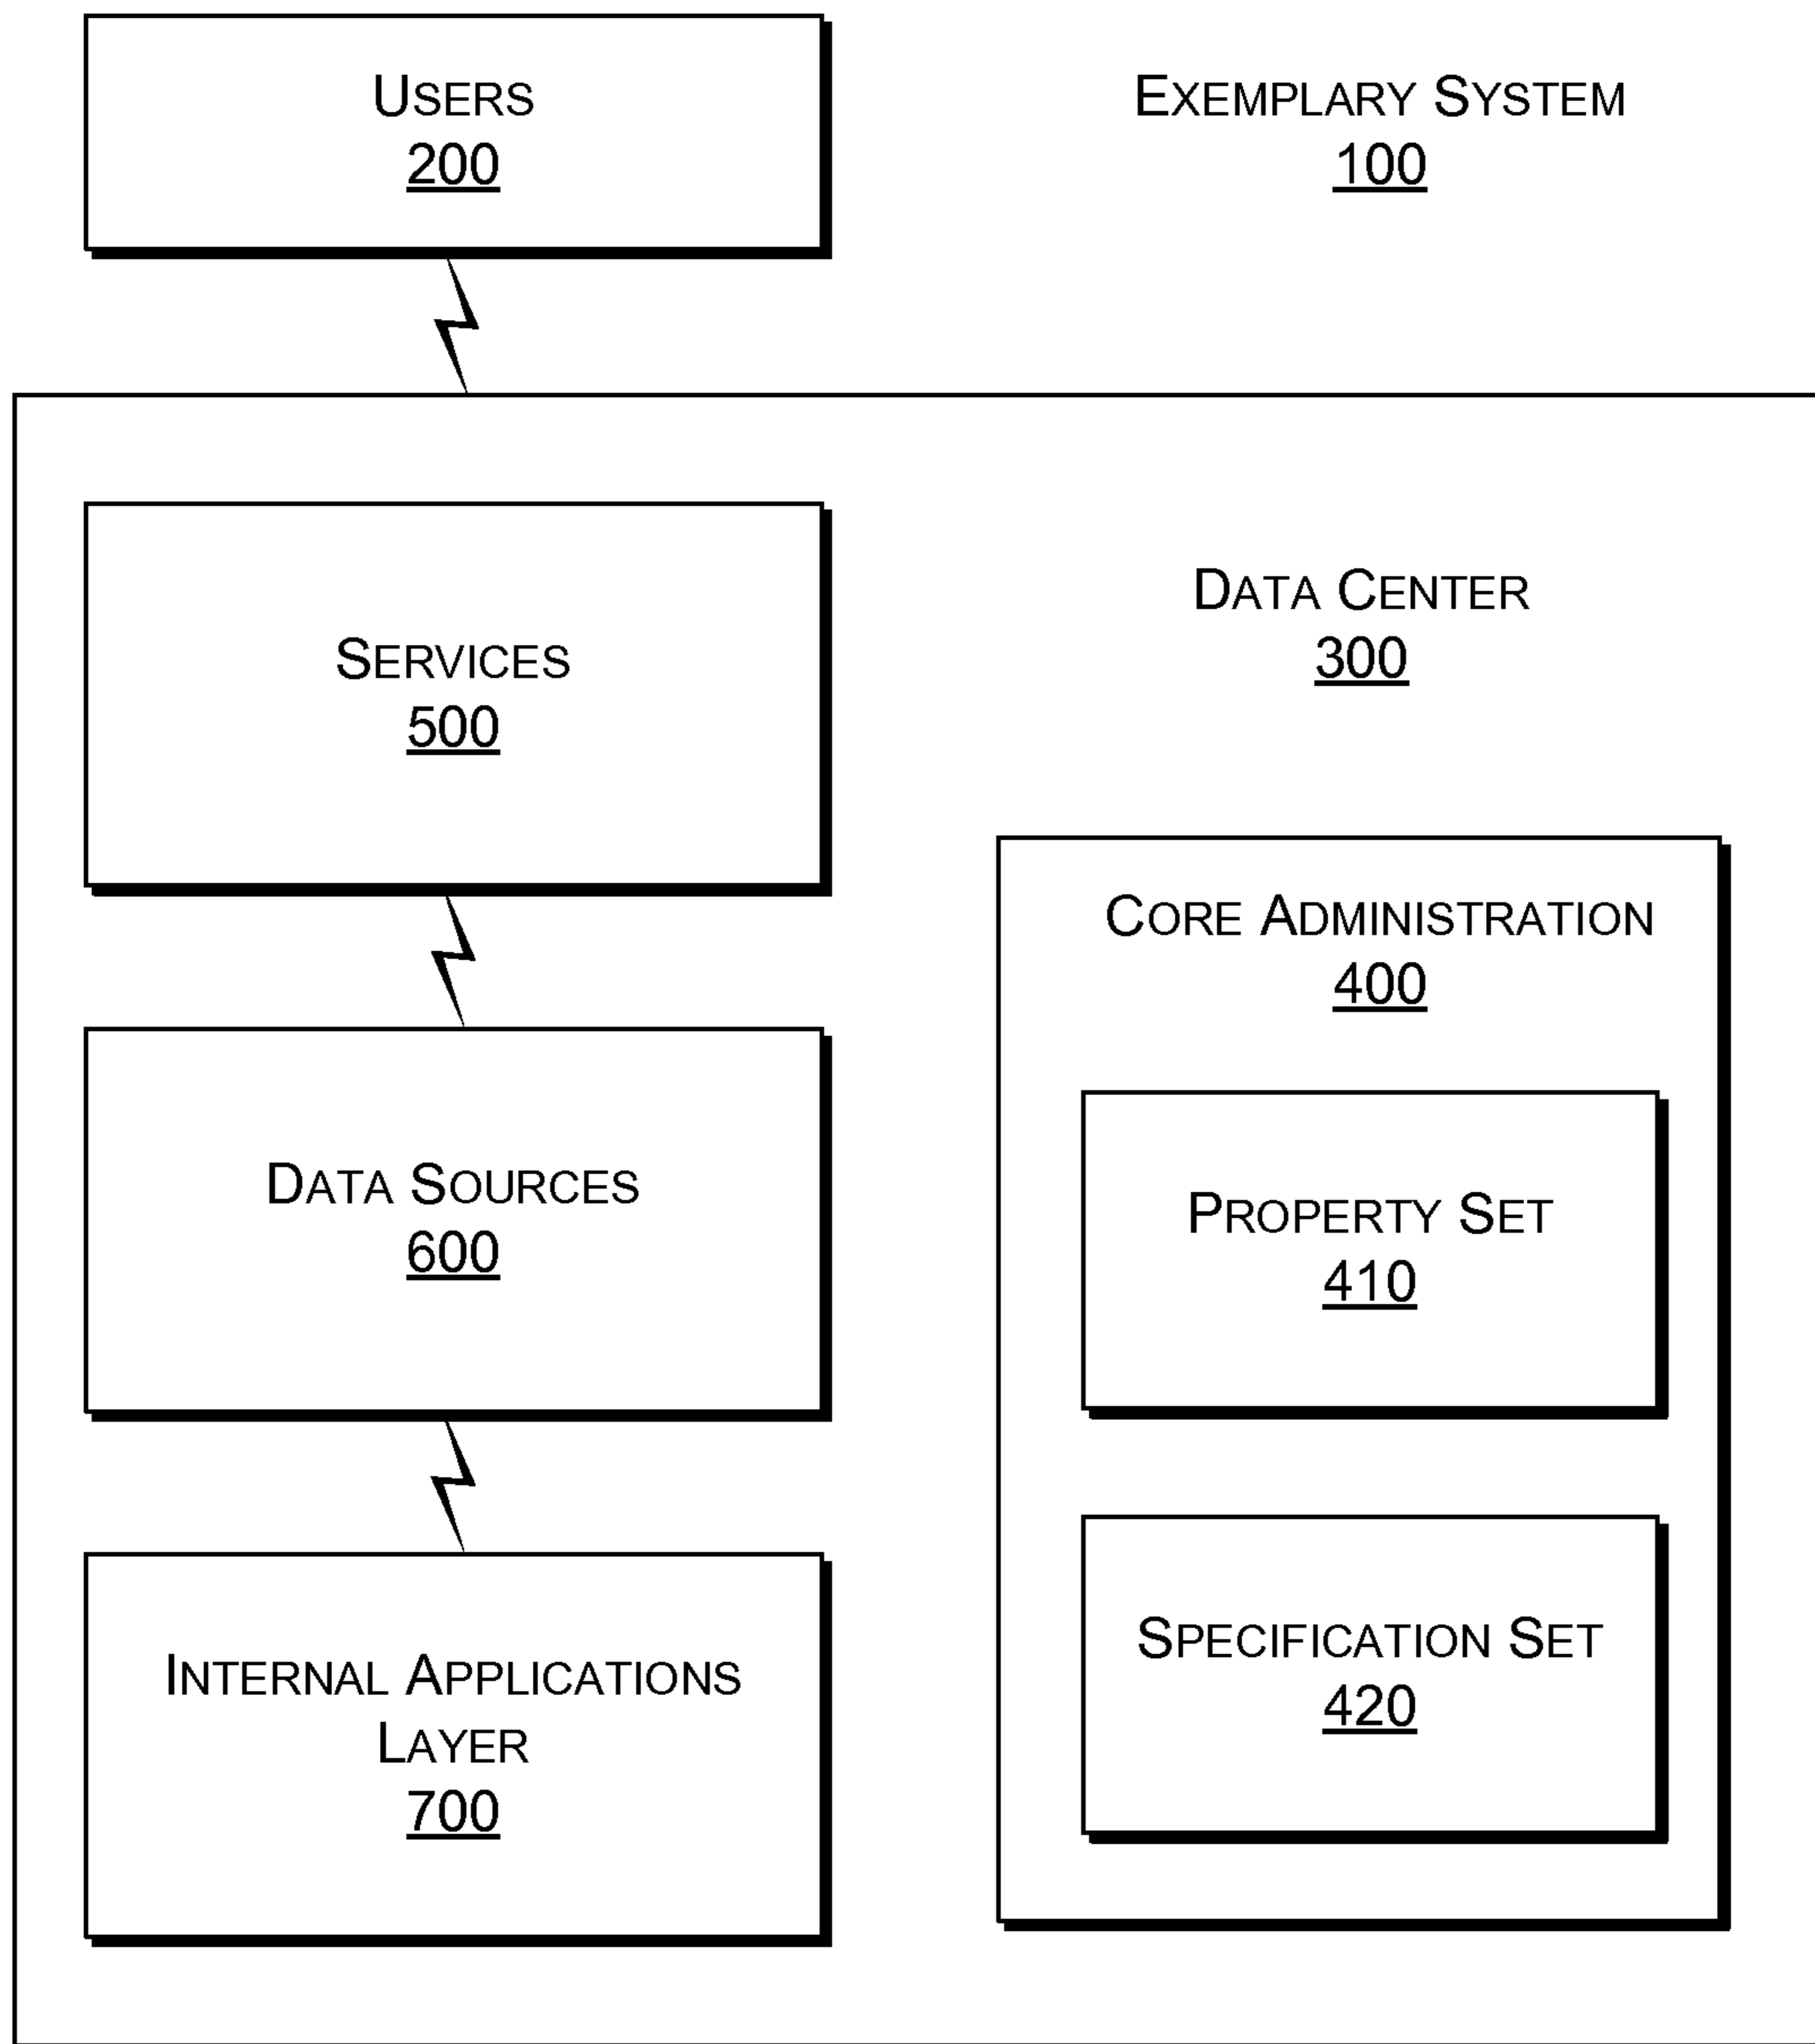 USERS
200
EXEMPLARY SYSTEM
100
DATA CENTER
300
SERVICES
500
CORE ADMINISTRATION
400
DATA SOURCES
600
PROPERTY SET
410
SPECIFICATION SET
420
INTERNAL APPLICATIONS
LAYER
700